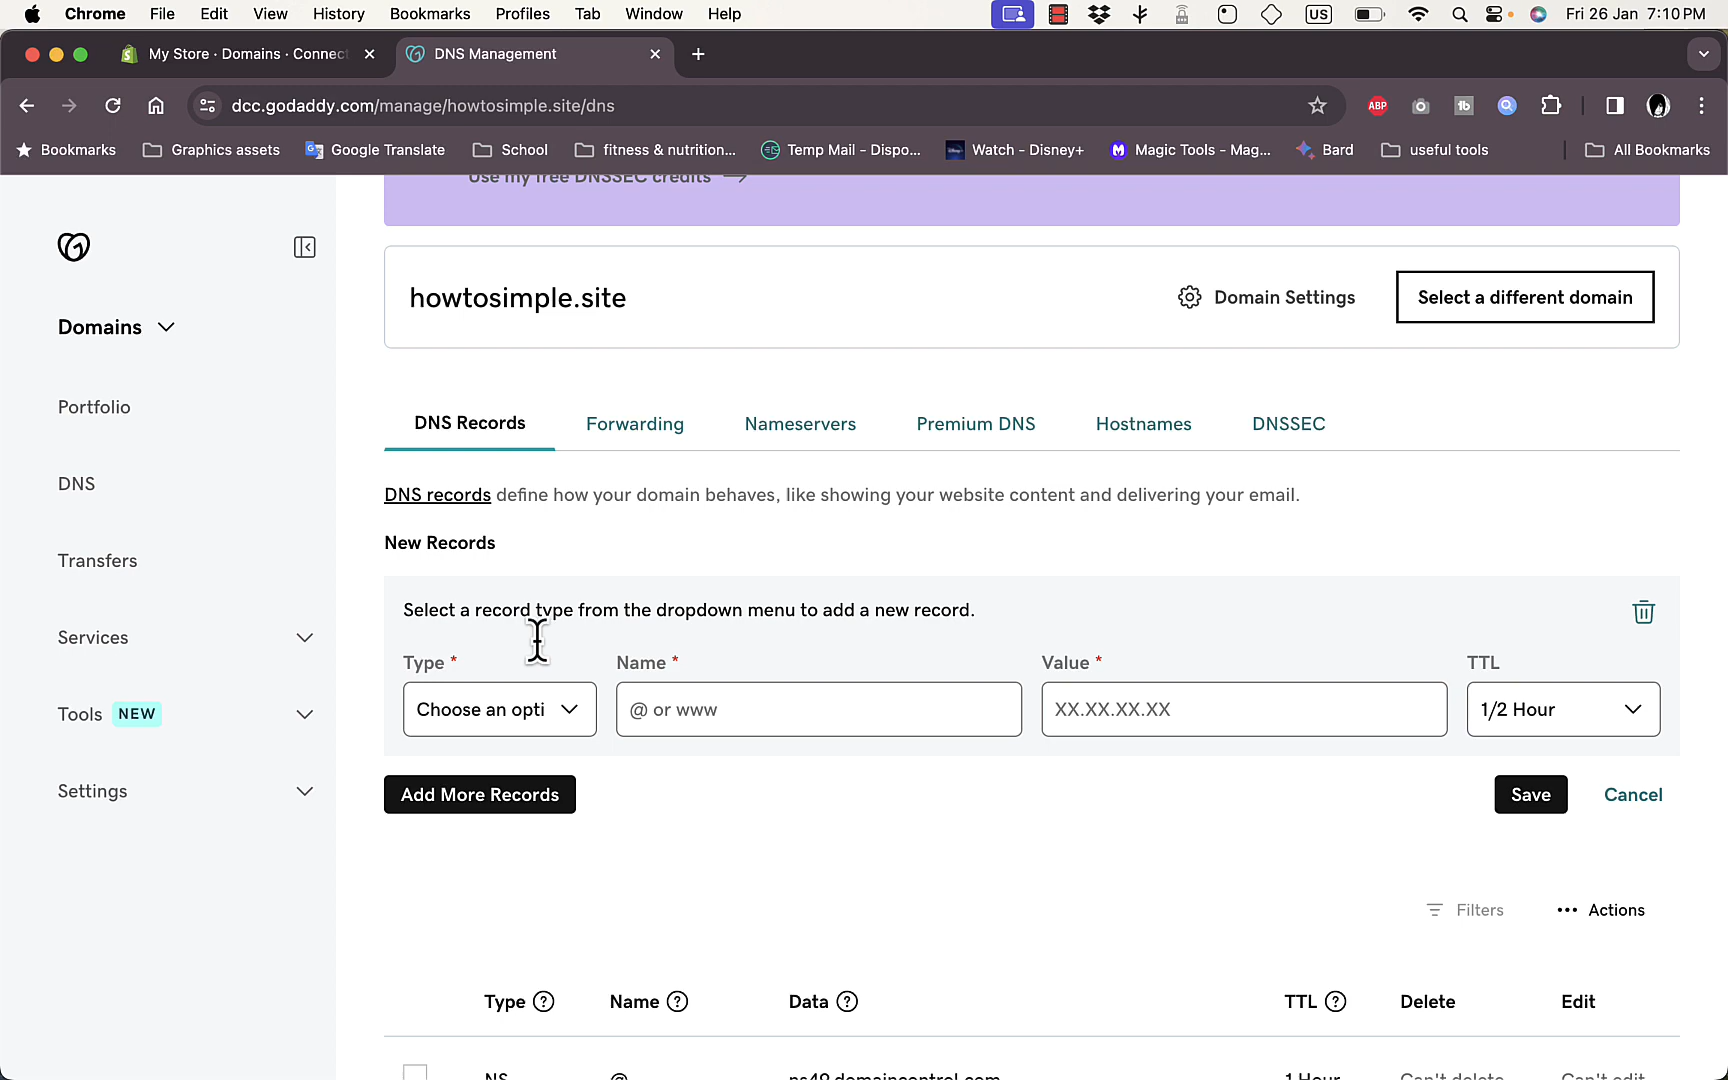 Chrome File Edit View History Bookmarks Profiles Tab Window Help US Fri 26 Jan 7:10 PM
My Store · Domains · Connect DNS Management
dcc.godaddy.com/manage/howtosimple.site/dns ABP tb
Bookmarks Graphics assets Google Translate School fitness & nutrition... Temp Mail - Dispo... Watch - Disney+ Magic Tools - Mag... Bard useful tools All Bookmarks
Use my free DNSSEC credits
howtosimple.site Domain Settings Select a different domain
Domains
Portfolio
DNS
Transfers
Services
Tools NEW
Settings
DNS Records Forwarding Nameservers Premium DNS Hostnames DNSSEC
DNS records define how your domain behaves, like showing your website content and delivering your email.
New Records
Select a record type from the dropdown menu to add a new record.
Type * Name * Value * TTL
Choose an opti @ or www XX.XX.XX.XX 1/2 Hour
Add More Records Save Cancel
Filters ••• Actions
Type ? Name ? Data ? TTL ? Delete Edit
NS @ ns49.domaincontrol.com 1 Hour Can't delete Can't edit